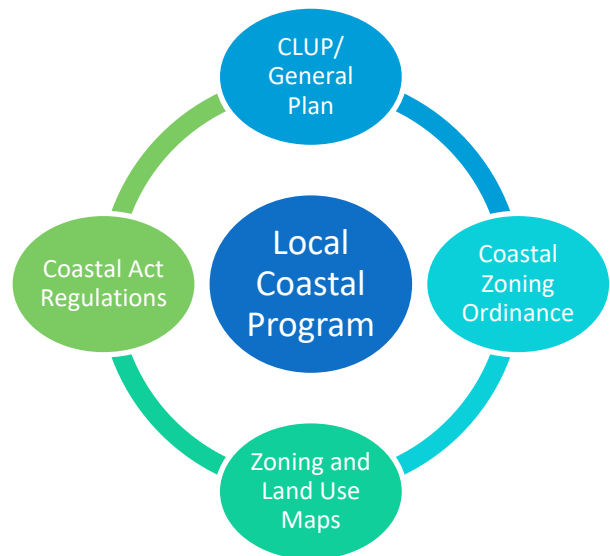 CLUP/
General
Plan
Local
Coastal
Program
Coastal Act
Regulations
Coastal
Zoning
Ordinance
Zoning and
Land Use
Maps